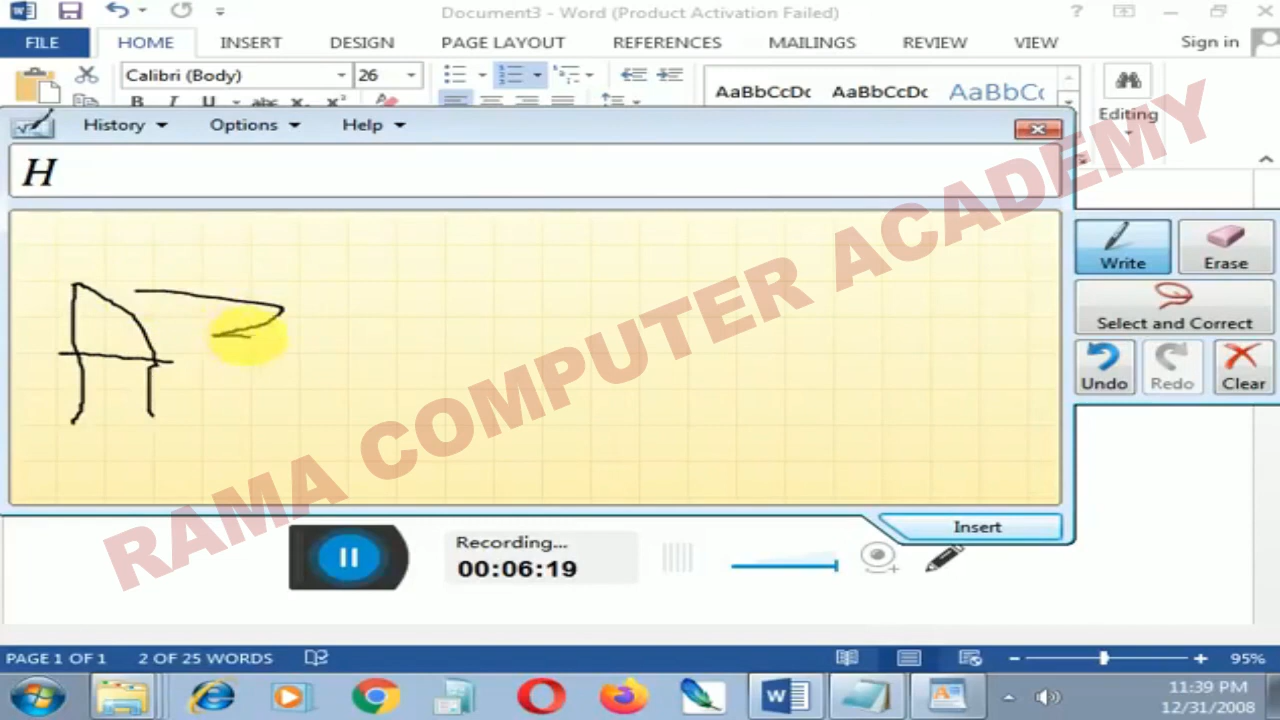 Document3 - Word (Product Activation Failed)
FILE HOME INSERT DESIGN PAGE LAYOUT REFERENCES MAILINGS REVIEW VIEW Sign in
Calibri (Body) 26 AaBbCcDc AaBbCcDc AaBbCc
B I U abc x x² Editing
History Options Help
H
Write Erase
Select and Correct
Undo Redo Clear
Insert
RAMA COMPUTER ACADEMY
Recording...
00:06:19
PAGE 1 OF 1 2 OF 25 WORDS 95%
11:39 PM
12/31/2008